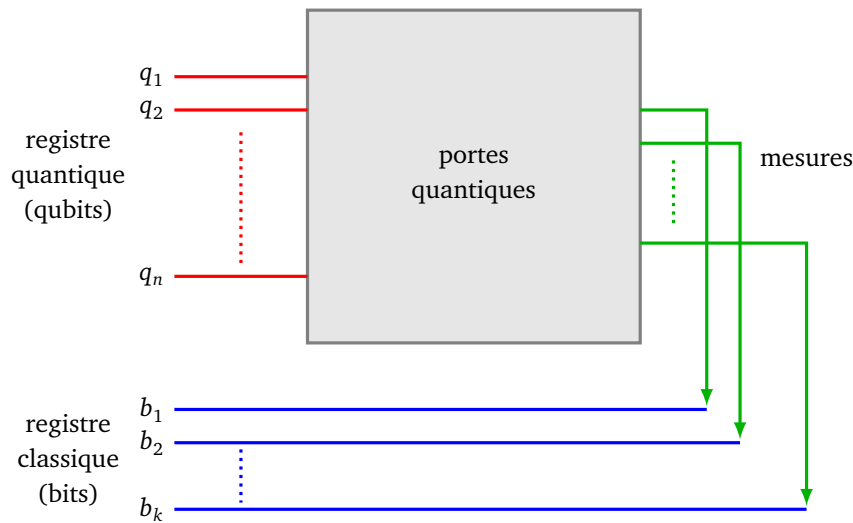 q₁
q₂
registre
quantique
(qubits)
qₙ
portes
quantiques
mesures
b₁
b₂
registre
classique
(bits)
bₖ